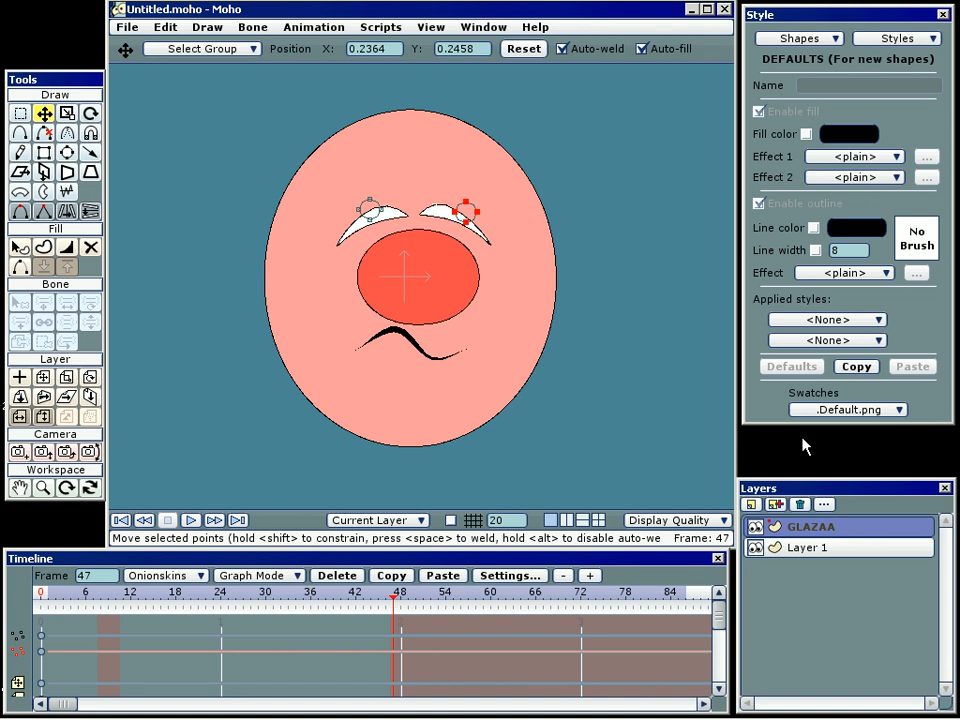 Untitled.moho - Moho
File Edit Draw Bone Animation Scripts View Window Help
Select Group Position X: 0.2364 Y: 0.2458 Reset Auto-weld Auto-fill
Tools
Draw
Fill
Bone
Layer
Camera
Workspace
Style
Shapes Styles
DEFAULTS (For new shapes)
Name
Enable fill
Fill color
Effect 1 <plain> ...
Effect 2 <plain> ...
Enable outline
Line color
No Brush
Line width 8
Effect <plain> ...
Applied styles:
<None>
<None>
Defaults Copy Paste
Swatches
.Default.png
Current Layer 20 Display Quality
Move selected points (hold <shift> to constrain, press <space> to weld, hold <alt> to disable auto-we Frame: 47
Layers
...
GLAZAA
Layer 1
Timeline
Frame 47 Onionskins Graph Mode Delete Copy Paste Settings... - +
0 6 12 18 24 30 36 42 48 54 60 66 72 78 84
0 1 2 3